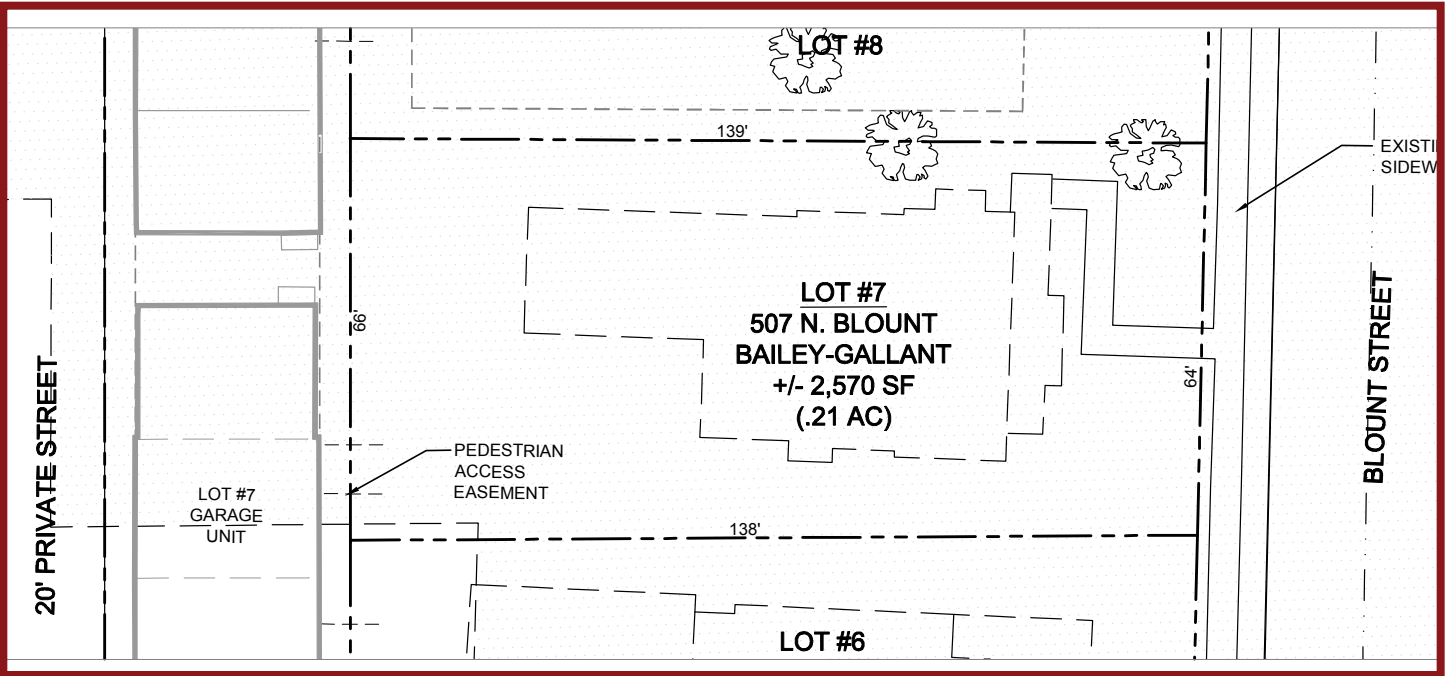 LOT #8
139'
EXISTI
SIDEW
LOT #7
507 N. BLOUNT
BAILEY-GALLANT
+/- 2,570 SF
(.21 AC)
66'
64'
BLOUNT STREET
20' PRIVATE STREET
PEDESTRIAN
ACCESS
EASEMENT
LOT #7
GARAGE
UNIT
138'
LOT #6